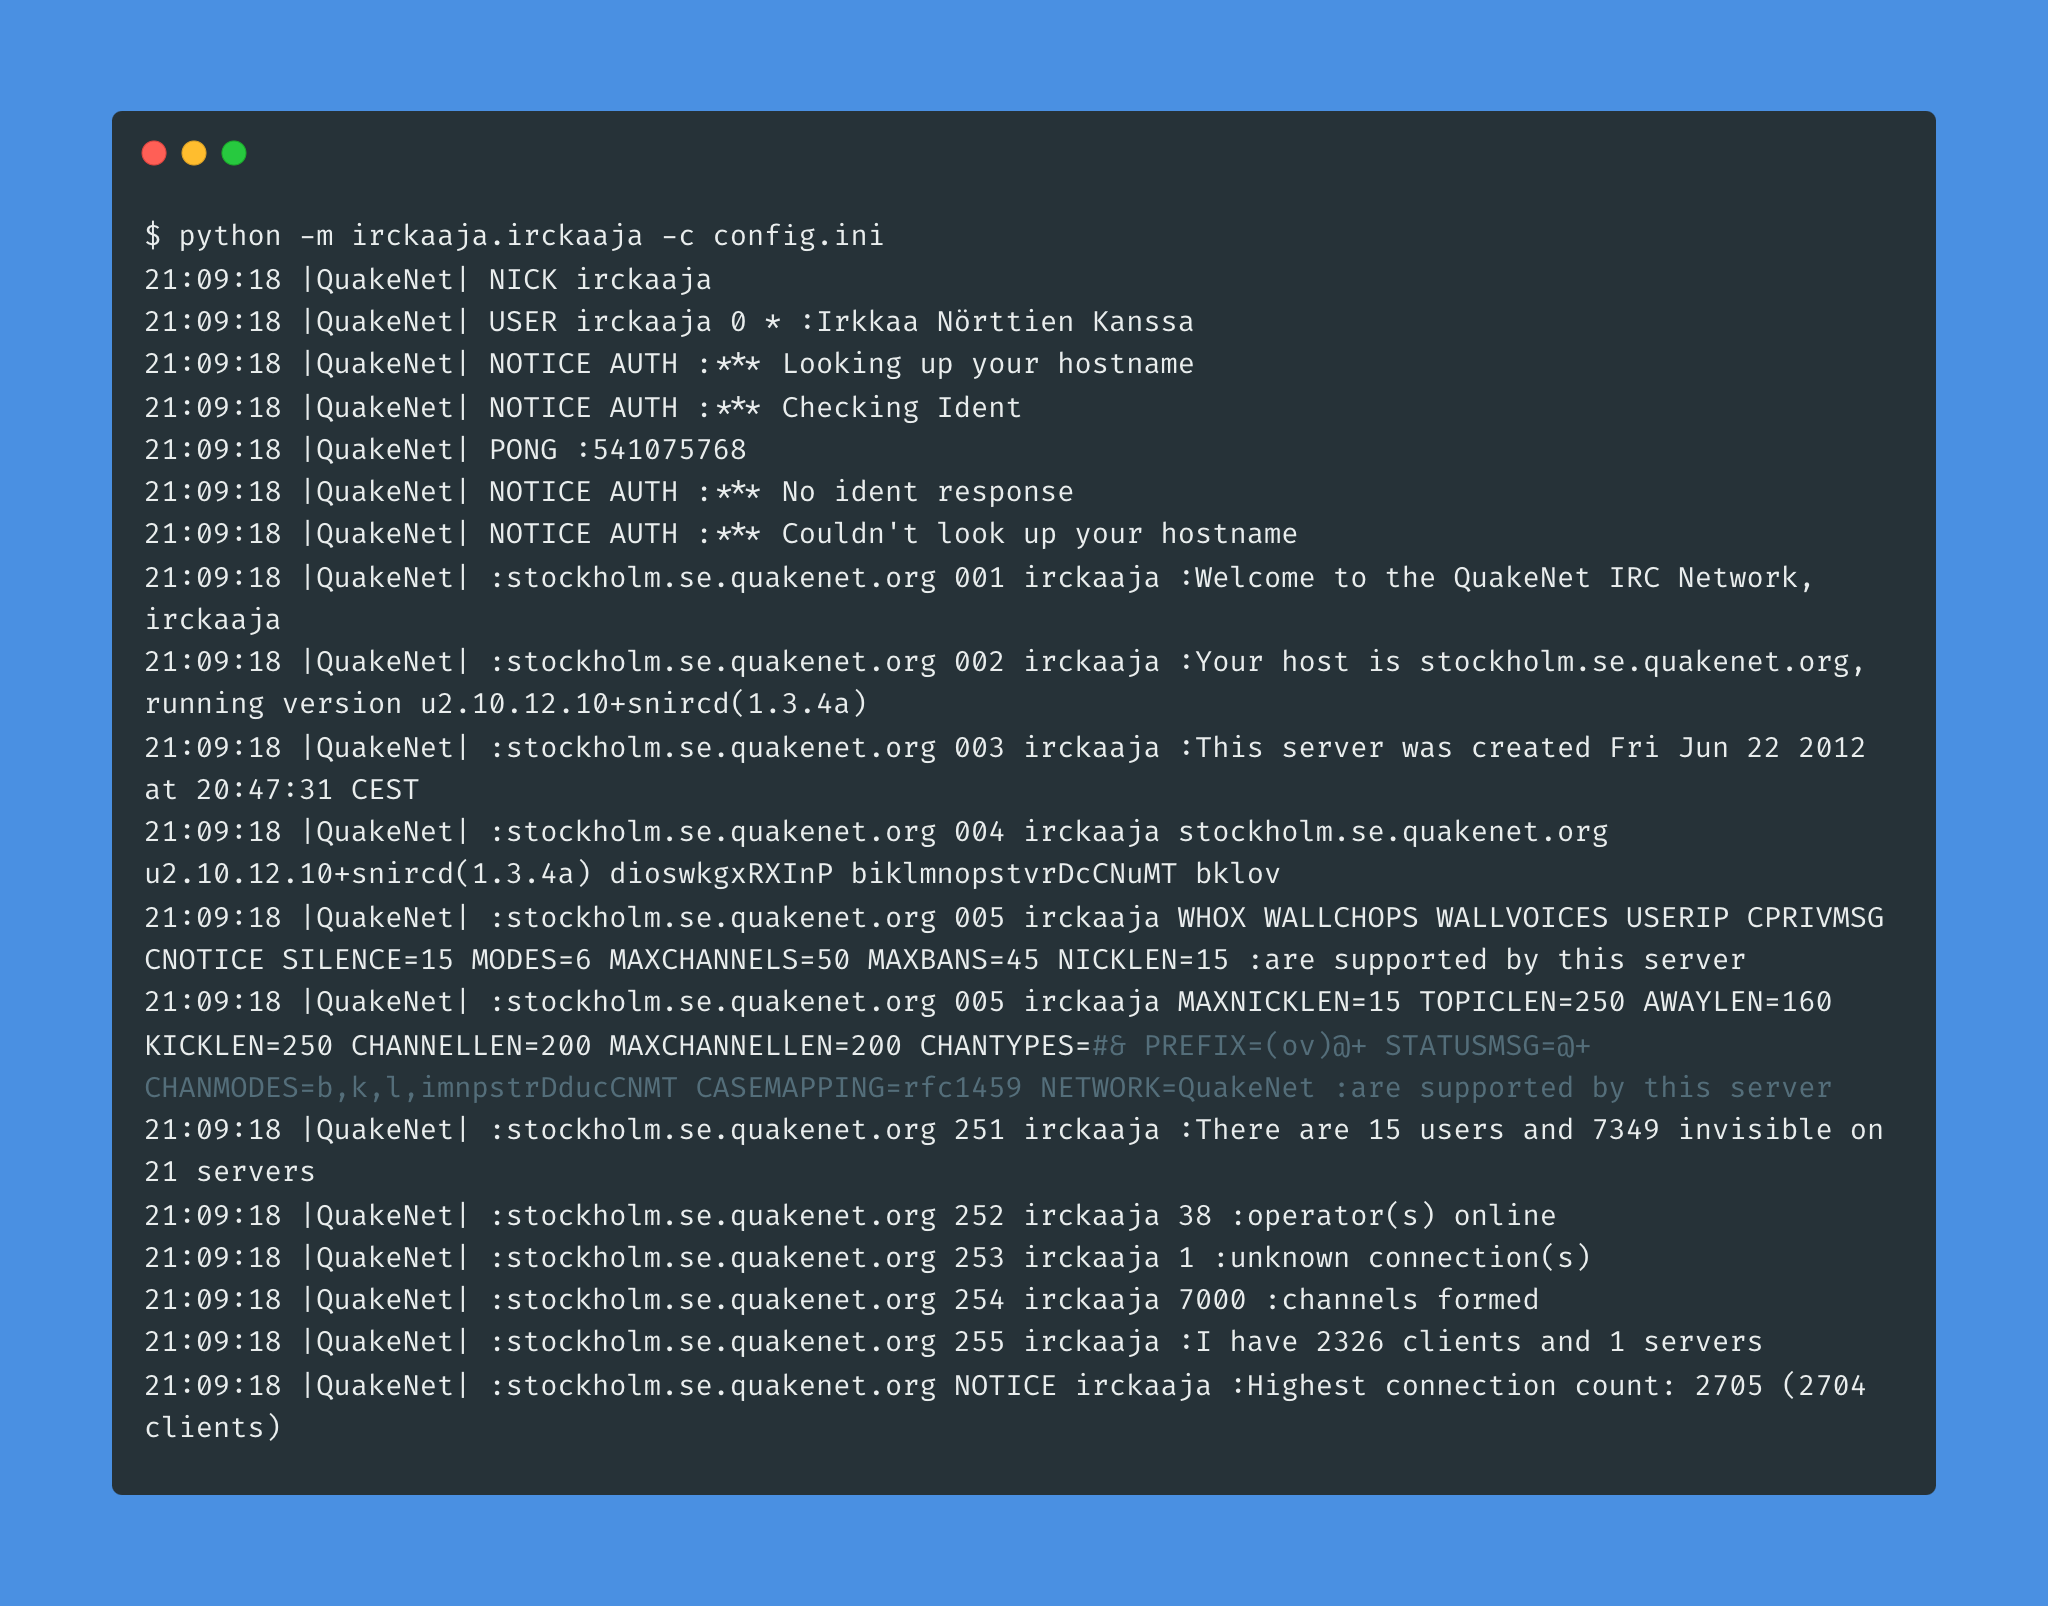 $ python -m irckaaja.irckaaja -c config.ini
21:09:18 |QuakeNet| NICK irckaaja
21:09:18 |QuakeNet| USER irckaaja 0 * :Irkkaa Nörttien Kanssa
21:09:18 |QuakeNet| NOTICE AUTH :*** Looking up your hostname
21:09:18 |QuakeNet| NOTICE AUTH :*** Checking Ident
21:09:18 |QuakeNet| PONG :541075768
21:09:18 |QuakeNet| NOTICE AUTH :*** No ident response
21:09:18 |QuakeNet| NOTICE AUTH :*** Couldn't look up your hostname
21:09:18 |QuakeNet| :stockholm.se.quakenet.org 001 irckaaja :Welcome to the QuakeNet IRC Network,
irckaaja
21:09:18 |QuakeNet| :stockholm.se.quakenet.org 002 irckaaja :Your host is stockholm.se.quakenet.org,
running version u2.10.12.10+snircd(1.3.4a)
21:09:18 |QuakeNet| :stockholm.se.quakenet.org 003 irckaaja :This server was created Fri Jun 22 2012
at 20:47:31 CEST
21:09:18 |QuakeNet| :stockholm.se.quakenet.org 004 irckaaja stockholm.se.quakenet.org
u2.10.12.10+snircd(1.3.4a) dioswkgxRXInP biklmnopstvrDcCNuMT bklov
21:09:18 |QuakeNet| :stockholm.se.quakenet.org 005 irckaaja WHOX WALLCHOPS WALLVOICES USERIP CPRIVMSG
CNOTICE SILENCE=15 MODES=6 MAXCHANNELS=50 MAXBANS=45 NICKLEN=15 :are supported by this server
21:09:18 |QuakeNet| :stockholm.se.quakenet.org 005 irckaaja MAXNICKLEN=15 TOPICLEN=250 AWAYLEN=160
KICKLEN=250 CHANNELLEN=200 MAXCHANNELLEN=200 CHANTYPES=#& PREFIX=(ov)@+ STATUSMSG=@+
CHANMODES=b,k,l,imnpstrDducCNMT CASEMAPPING=rfc1459 NETWORK=QuakeNet :are supported by this server
21:09:18 |QuakeNet| :stockholm.se.quakenet.org 251 irckaaja :There are 15 users and 7349 invisible on
21 servers
21:09:18 |QuakeNet| :stockholm.se.quakenet.org 252 irckaaja 38 :operator(s) online
21:09:18 |QuakeNet| :stockholm.se.quakenet.org 253 irckaaja 1 :unknown connection(s)
21:09:18 |QuakeNet| :stockholm.se.quakenet.org 254 irckaaja 7000 :channels formed
21:09:18 |QuakeNet| :stockholm.se.quakenet.org 255 irckaaja :I have 2326 clients and 1 servers
21:09:18 |QuakeNet| :stockholm.se.quakenet.org NOTICE irckaaja :Highest connection count: 2705 (2704
clients)